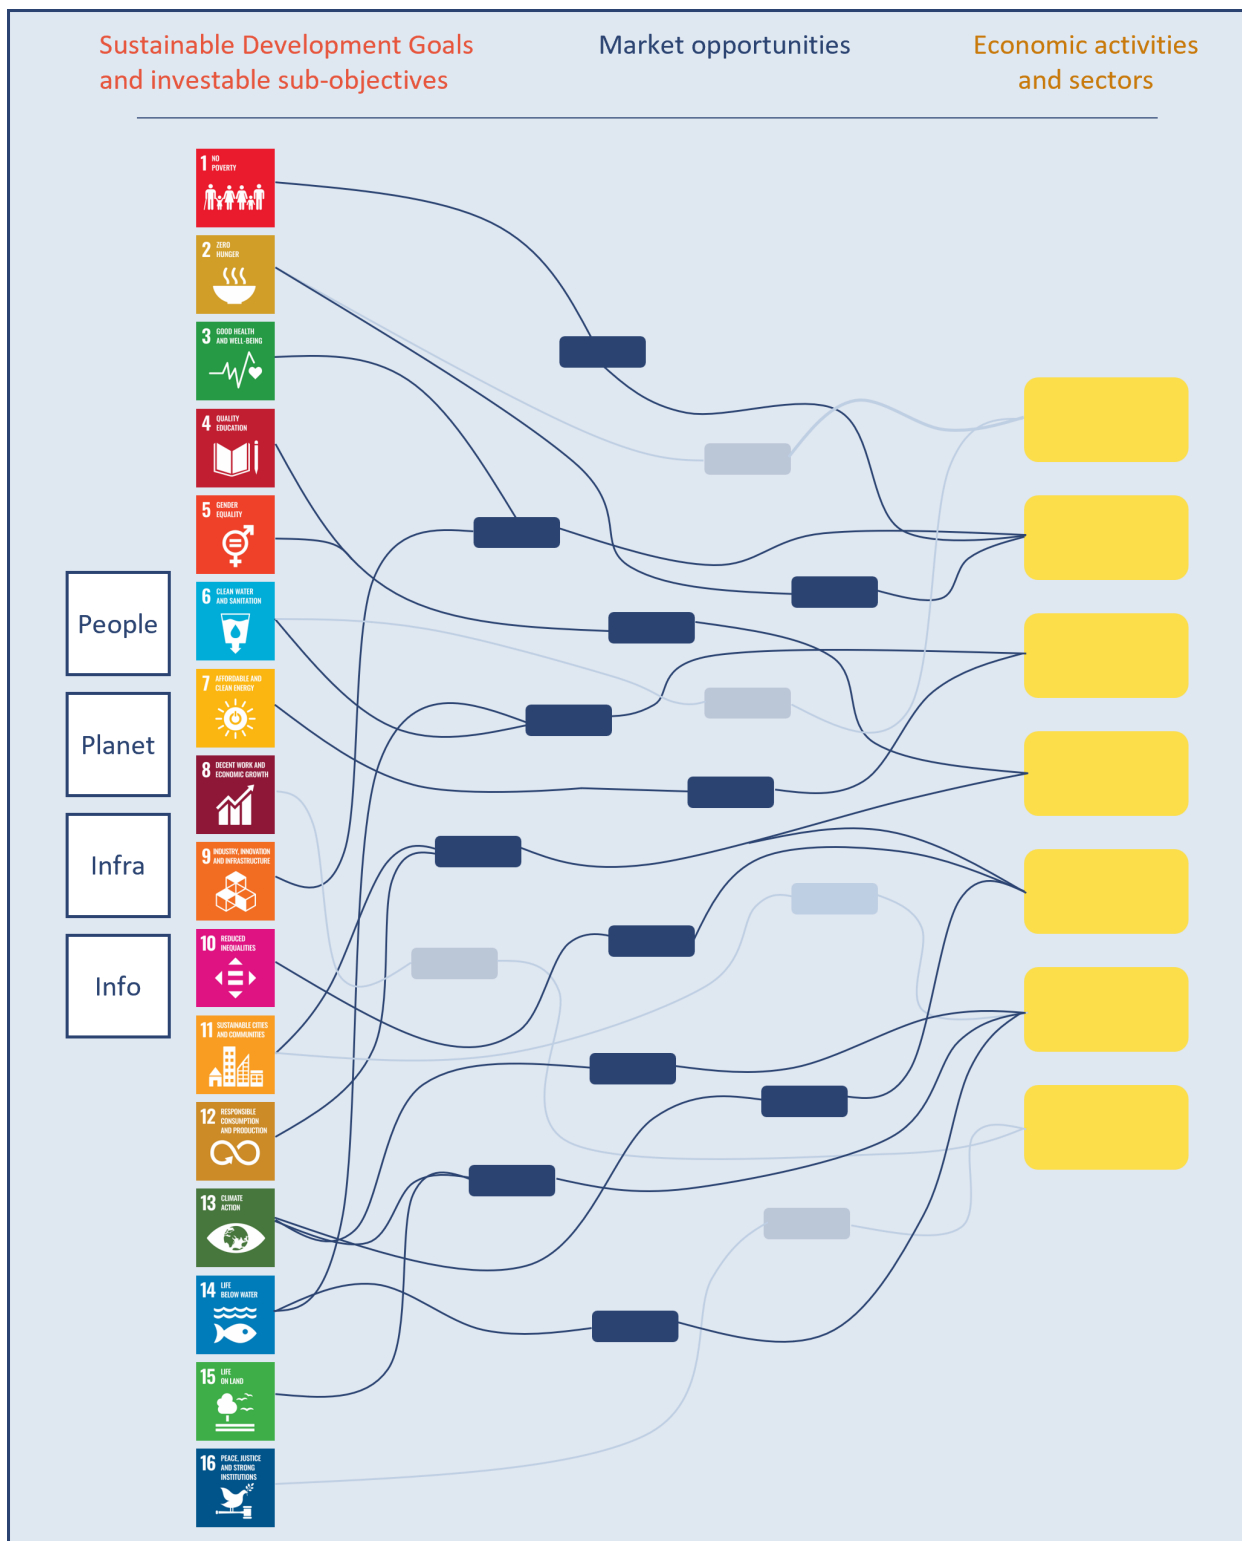 Sustainable Development Goals
and investable sub-objectives
Market opportunities
Economic activities
and sectors
1 NO
POVERTY
2 ZERO
HUNGER
3 GOOD HEALTH
AND WELL-BEING
4 QUALITY
EDUCATION
5 GENDER
EQUALITY
6 CLEAN WATER
AND SANITATION
7 AFFORDABLE AND
CLEAN ENERGY
8 DECENT WORK AND
ECONOMIC GROWTH
9 INDUSTRY, INNOVATION
AND INFRASTRUCTURE
10 REDUCED
INEQUALITIES
11 SUSTAINABLE CITIES
AND COMMUNITIES
12 RESPONSIBLE
CONSUMPTION
AND PRODUCTION
13 CLIMATE
ACTION
14 LIFE
BELOW WATER
15 LIFE
ON LAND
16 PEACE, JUSTICE
AND STRONG
INSTITUTIONS
People
Planet
Infra
Info